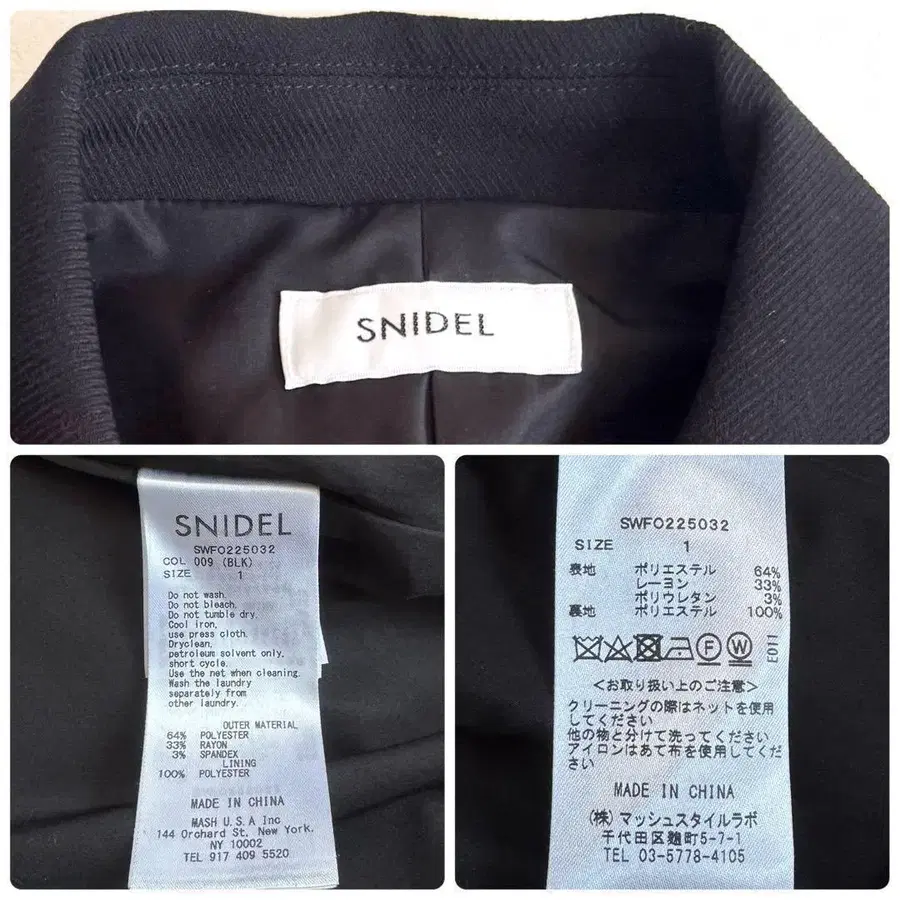 SNIDEL
SNIDEL
SWFO225032
COL 009 (BLK)
SIZE 1
Do not wash.
Do not bleach.
Do not tumble dry.
Cool iron,
use press cloth.
Dryclean,
petroleum solvent only,
short cycle.
Use the net when cleaning.
Wash the laundry
separately from
other laundry.
OUTER MATERIAL
64% POLYESTER
33% RAYON
3% SPANDEX
LINING
100% POLYESTER
MADE IN CHINA
MASH U.S.A Inc
144 Orchard St. New York.
NY 10002
TEL 917 409 5520
SWFO225032
SIZE 1
表地 ポリエステル 64%
レーヨン 33%
ポリウレタン 3%
裏地 ポリエステル 100%
F W
E011
<お取り扱い上のご注意>
クリーニングの際はネットを使用
してください
他の物と分けて洗ってください
アイロンはあて布を使用してくだ
さい
MADE IN CHINA
(株) マッシュスタイルラボ
千代田区麹町5-7-1
TEL 03-5778-4105